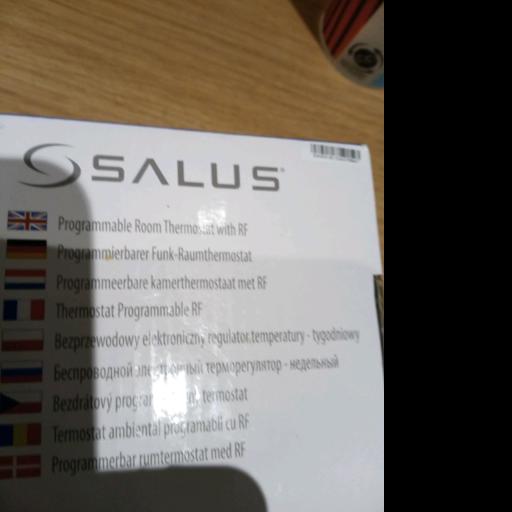 SALUS
Programmable Room Thermostat with RF
Programmierbarer Funk-Raumthermostat
Programmeerbare kamerthermostaat met RF
Thermostat Programmable RF
Bezprzewodowy elektroniczny regulator temperatury - tygodniowy
Беспроводной электронный терморегулятор - недельный
Bezdrátový termostat
Termostat ambiental programabil cu RF
Programmerbar rumtermostat med RF